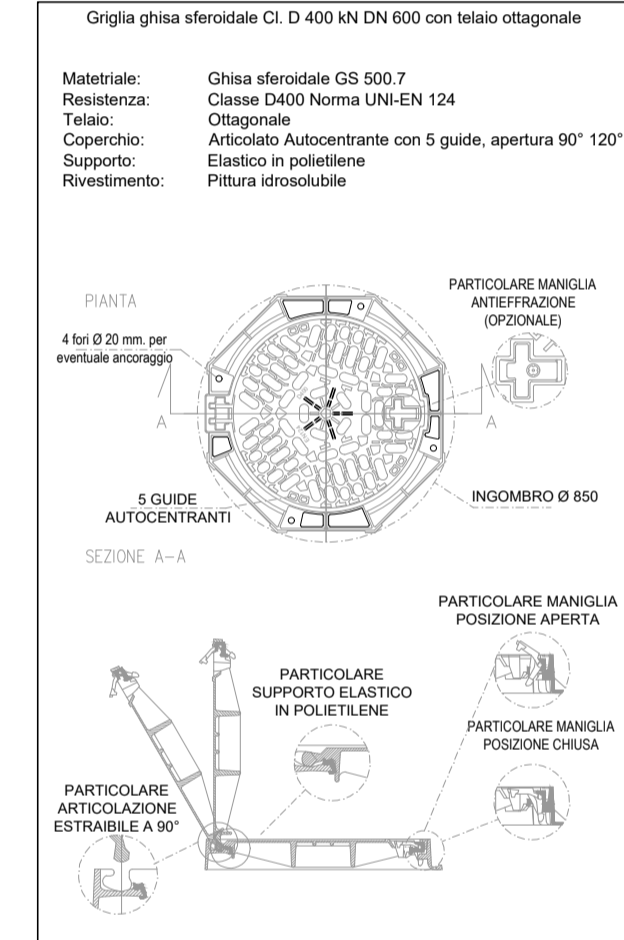 Griglia ghisa sferoidale Cl. D 400 kN DN 600 con telaio ottagonale
Matetriale: Ghisa sferoidale GS 500.7
Resistenza: Classe D400 Norma UNI-EN 124
Telaio: Ottagonale
Coperchio: Articolato Autocentrante con 5 guide, apertura 90° 120°
Supporto: Elastico in polietilene
Rivestimento: Pittura idrosolubile
PIANTA
PARTICOLARE MANIGLIA
ANTIEFFRAZIONE
(OPZIONALE)
4 fori Ø 20 mm. per
eventuale ancoraggio
A
A
5 GUIDE
AUTOCENTRANTI
INGOMBRO Ø 850
SEZIONE A-A
PARTICOLARE MANIGLIA
POSIZIONE APERTA
PARTICOLARE
SUPPORTO ELASTICO
IN POLIETILENE
PARTICOLARE MANIGLIA
POSIZIONE CHIUSA
PARTICOLARE
ARTICOLAZIONE
ESTRAIBILE A 90°